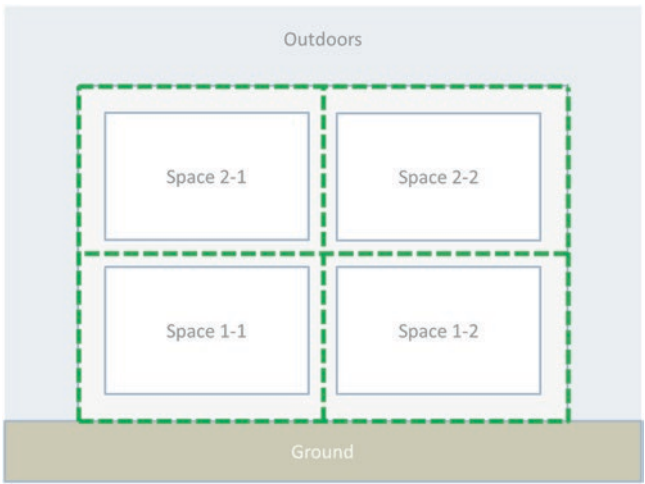 Outdoors
Space 2-1
Space 2-2
Space 1-1
Space 1-2
Ground